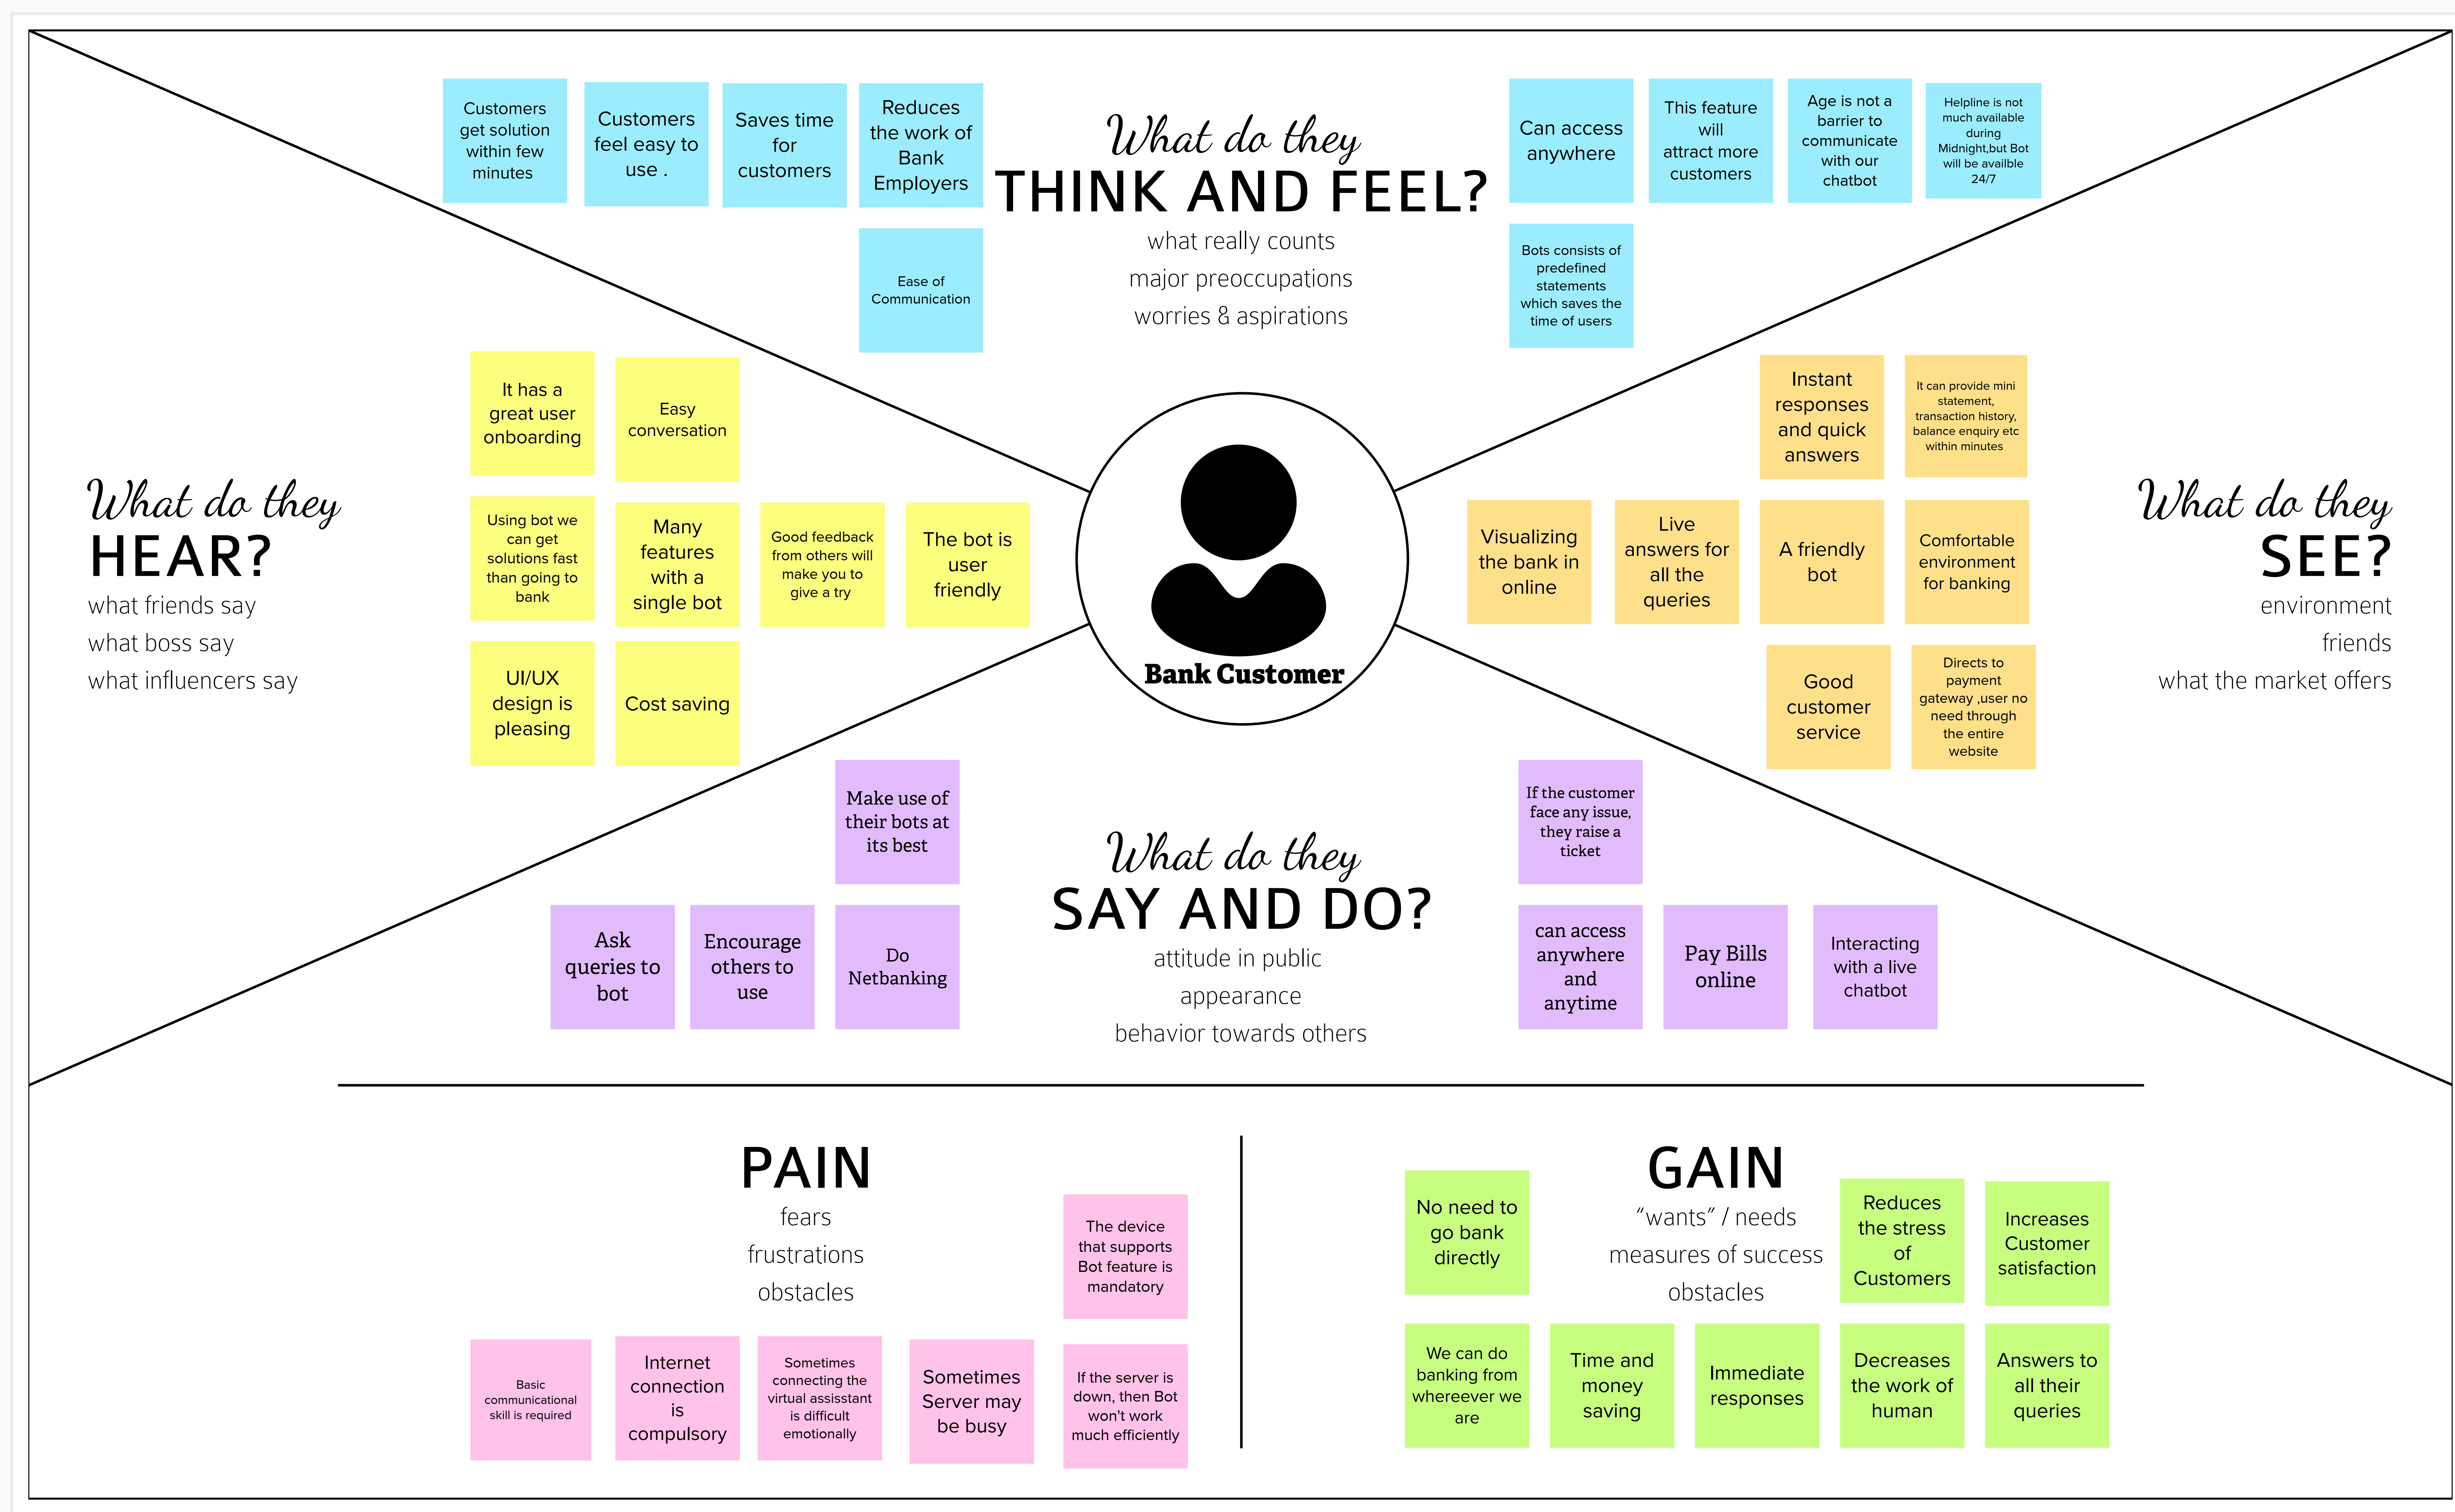 Customers
get solution
within few
minutes
Customers
feel easy to
use .
Saves time
for
customers
Reduces
the work of
Bank
Employers
Ease of
Communication
What do they
THINK AND FEEL?
what really counts
major preoccupations
worries & aspirations
Can access
anywhere
This feature
will
attract more
customers
Age is not a
barrier to
communicate
with our
chatbot
Helpline is not
much available
during
Midnight,but Bot
will be availble
24/7
Bots consists of
predefined
statements
which saves the
time of users
What do they
HEAR?
what friends say
what boss say
what influencers say
It has a
great user
onboarding
Easy
conversation
Using bot we
can get
solutions fast
than going to
bank
Many
features
with a
single bot
Good feedback
from others will
make you to
give a try
The bot is
user
friendly
UI/UX
design is
pleasing
Cost saving
Bank Customer
Instant
responses
and quick
answers
It can provide mini
statement,
transaction history,
balance enquiry etc
within minutes
Visualizing
the bank in
online
Live
answers for
all the
queries
A friendly
bot
Comfortable
environment
for banking
Good
customer
service
Directs to
payment
gateway ,user no
need through
the entire
website
What do they
SEE?
environment
friends
what the market offers
Make use of
their bots at
its best
Ask
queries to
bot
Encourage
others to
use
Do
Netbanking
What do they
SAY AND DO?
attitude in public
appearance
behavior towards others
If the customer
face any issue,
they raise a
ticket
can access
anywhere
and
anytime
Pay Bills
online
Interacting
with a live
chatbot
PAIN
fears
frustrations
obstacles
The device
that supports
Bot feature is
mandatory
Basic
communicational
skill is required
Internet
connection
is
compulsory
Sometimes
connecting the
virtual assisstant
is difficult
emotionally
Sometimes
Server may
be busy
If the server is
down, then Bot
won't work
much efficiently
GAIN
“wants” / needs
measures of success
obstacles
No need to
go bank
directly
Reduces
the stress
of
Customers
Increases
Customer
satisfaction
We can do
banking from
whereever we
are
Time and
money
saving
Immediate
responses
Decreases
the work of
human
Answers to
all their
queries